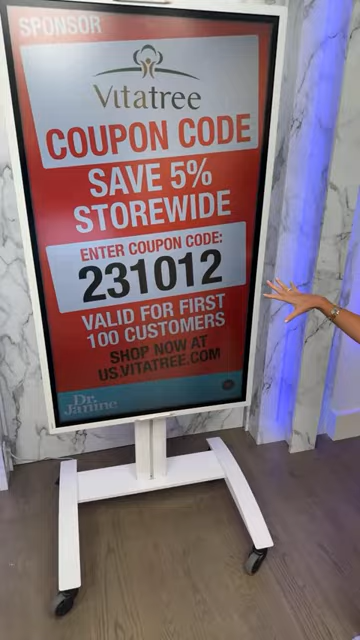 SPONSOR
Vitatree
COUPON CODE
SAVE 5%
STOREWIDE
ENTER COUPON CODE:
231012
VALID FOR FIRST
100 CUSTOMERS
SHOP NOW AT
US.VITATREE.COM
Dr.
Janine